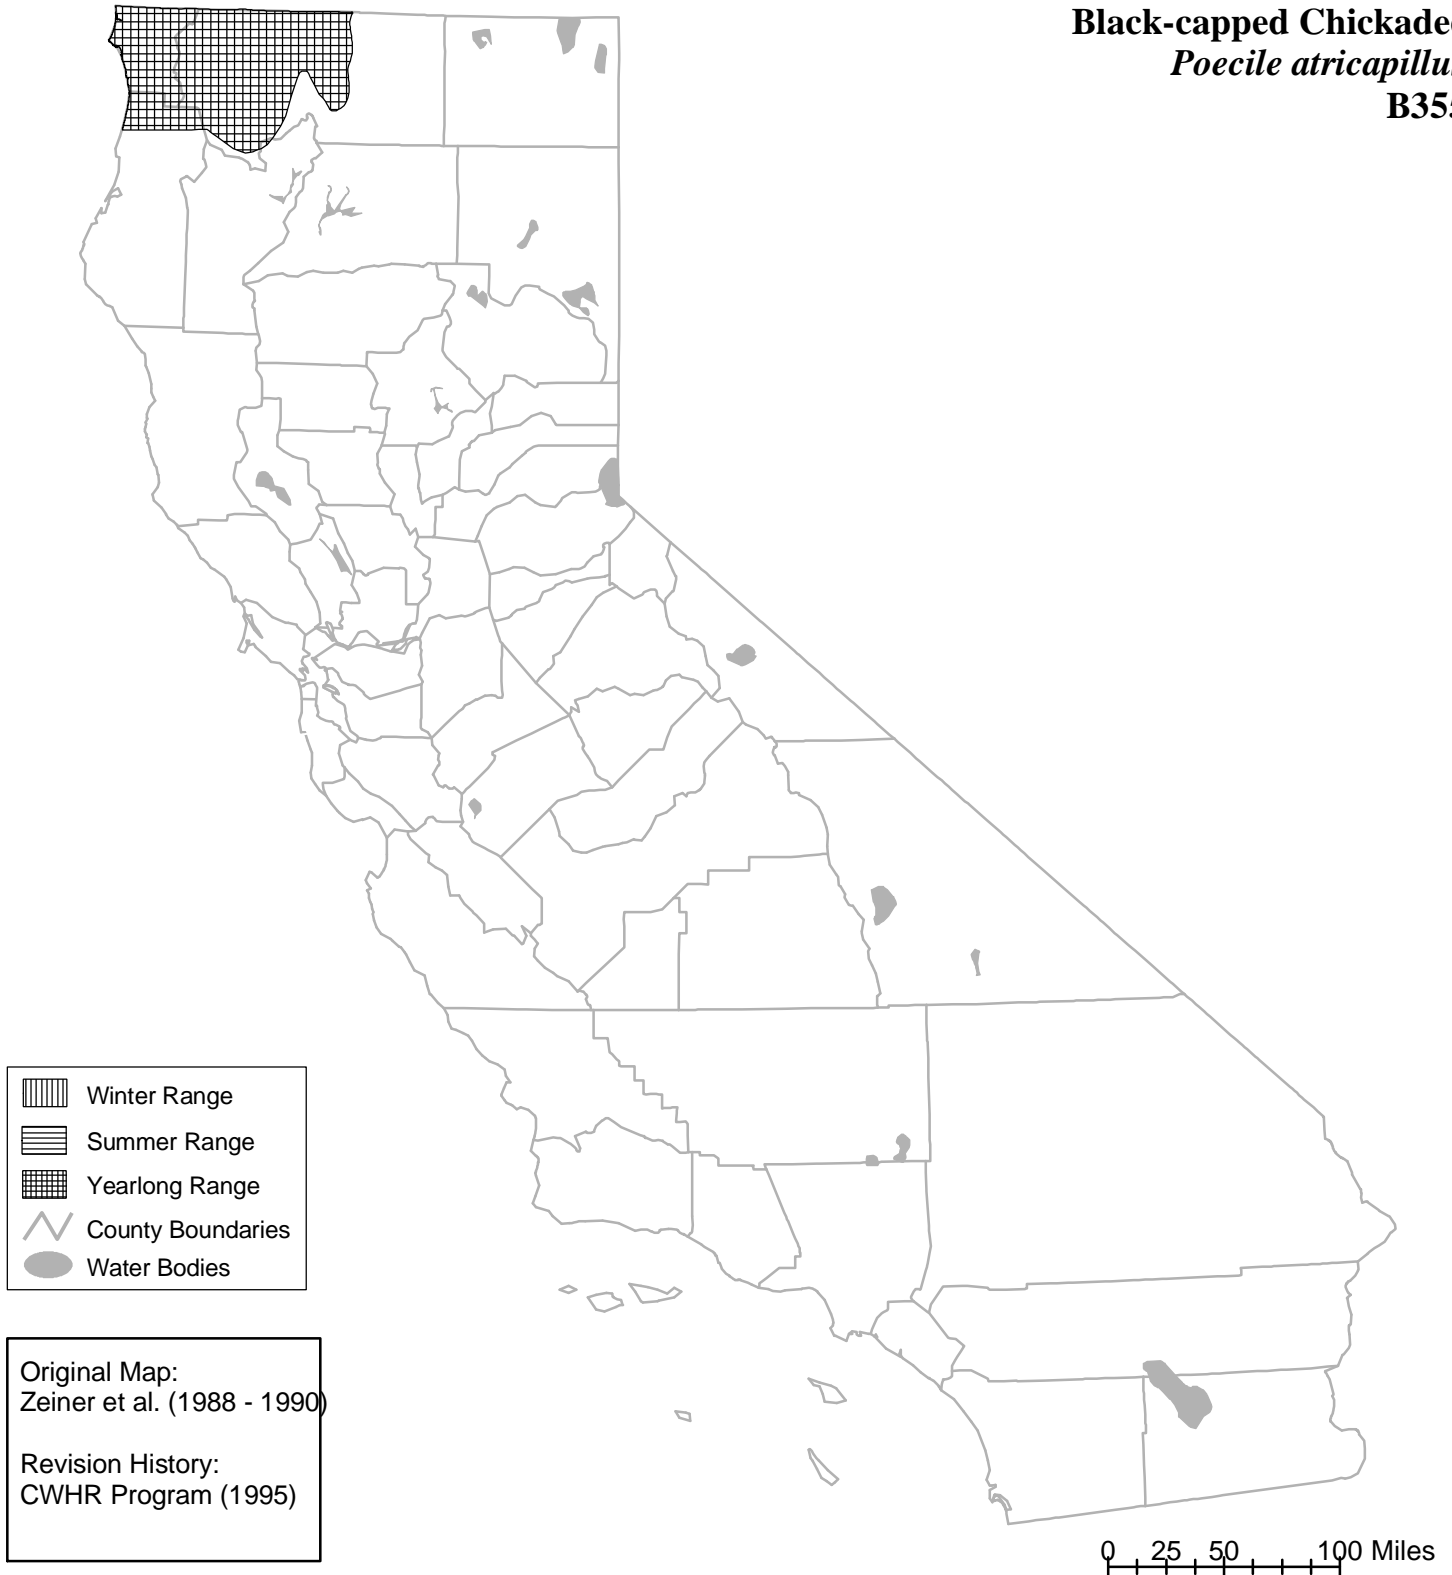 Black-capped Chickadee
Poecile atricapillus
B355
Winter Range
Summer Range
Yearlong Range
County Boundaries
Water Bodies
Original Map:
Zeiner et al. (1988 - 1990)
Revision History:
CWHR Program (1995)
0 25 50 100 Miles